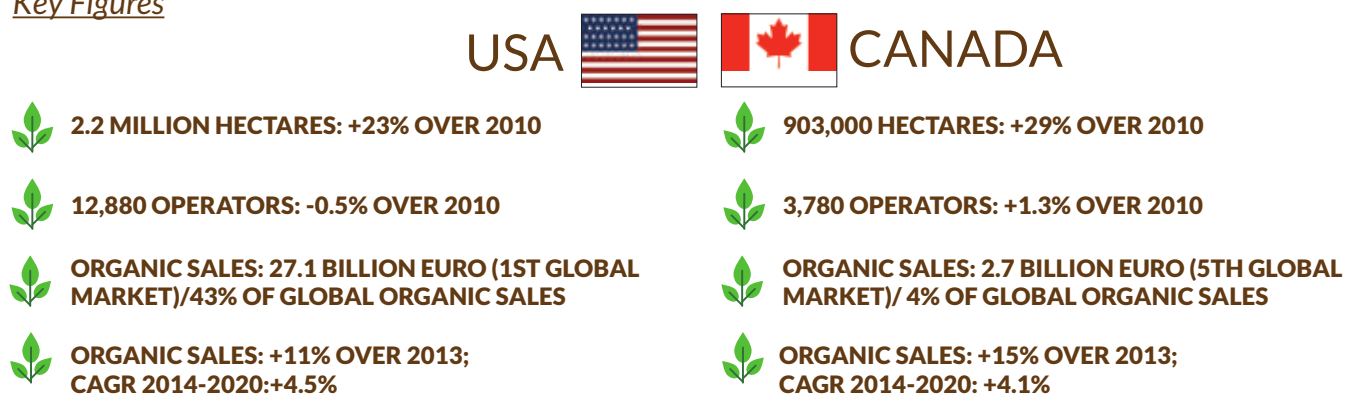 Key Figures
USA
CANADA
2.2 MILLION HECTARES: +23% OVER 2010
12,880 OPERATORS: -0.5% OVER 2010
ORGANIC SALES: 27.1 BILLION EURO (1ST GLOBAL
MARKET)/43% OF GLOBAL ORGANIC SALES
ORGANIC SALES: +11% OVER 2013;
CAGR 2014-2020:+4.5%
903,000 HECTARES: +29% OVER 2010
3,780 OPERATORS: +1.3% OVER 2010
ORGANIC SALES: 2.7 BILLION EURO (5TH GLOBAL
MARKET)/ 4% OF GLOBAL ORGANIC SALES
ORGANIC SALES: +15% OVER 2013;
CAGR 2014-2020: +4.1%